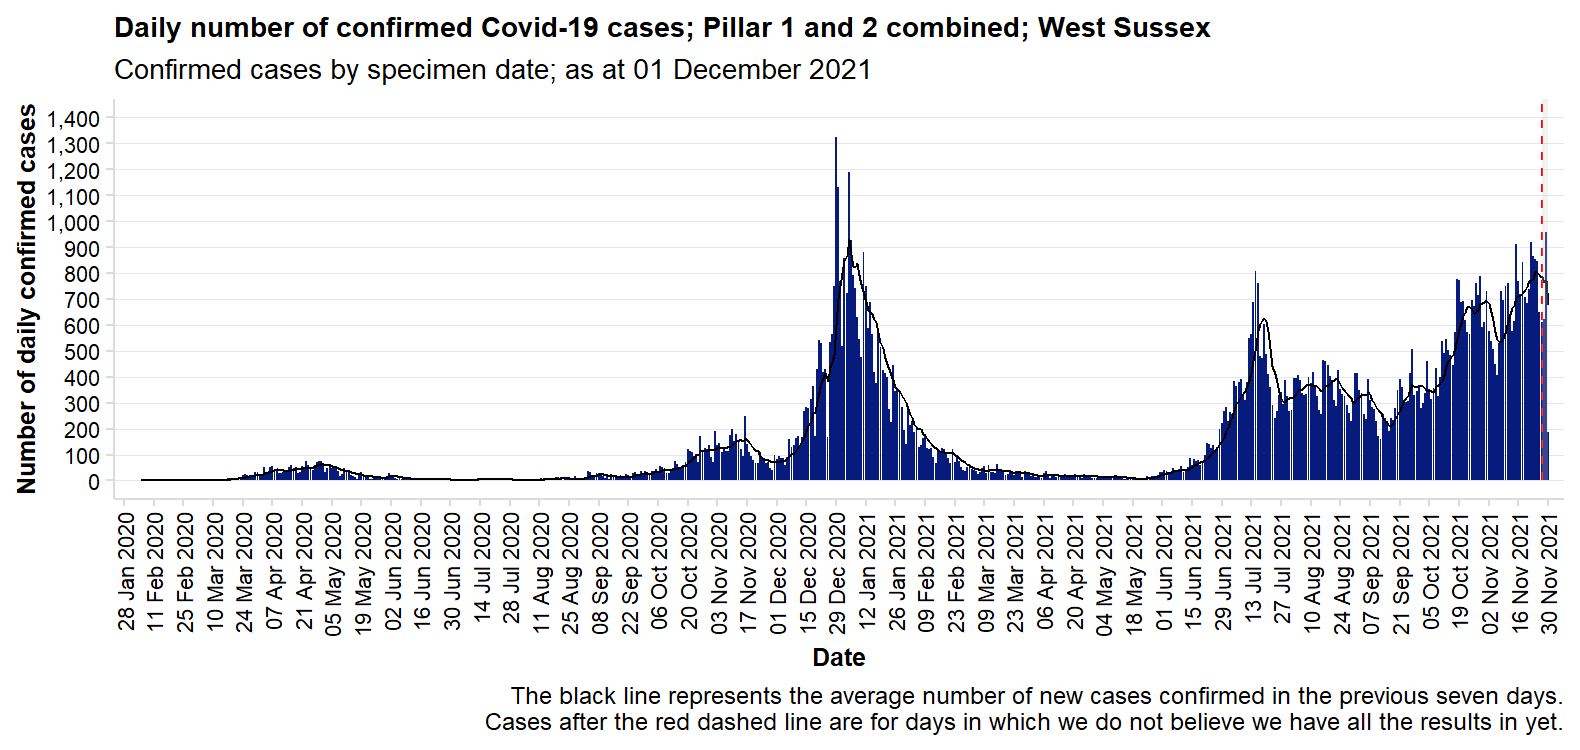 Daily number of confirmed Covid-19 cases; Pillar 1 and 2 combined; West Sussex
Confirmed cases by specimen date; as at 01 December 2021
Number of daily confirmed cases
1,400
1,300
1,200
1,100
1,000
900
800
700
600
500
400
300
200
100
0
28 Jan 2020
11 Feb 2020
25 Feb 2020
10 Mar 2020
24 Mar 2020
07 Apr 2020
21 Apr 2020
05 May 2020
19 May 2020
02 Jun 2020
16 Jun 2020
30 Jun 2020
14 Jul 2020
28 Jul 2020
11 Aug 2020
25 Aug 2020
08 Sep 2020
22 Sep 2020
06 Oct 2020
20 Oct 2020
03 Nov 2020
17 Nov 2020
01 Dec 2020
15 Dec 2020
29 Dec 2020
12 Jan 2021
26 Jan 2021
09 Feb 2021
23 Feb 2021
09 Mar 2021
23 Mar 2021
06 Apr 2021
20 Apr 2021
04 May 2021
18 May 2021
01 Jun 2021
15 Jun 2021
29 Jun 2021
13 Jul 2021
27 Jul 2021
10 Aug 2021
24 Aug 2021
07 Sep 2021
21 Sep 2021
05 Oct 2021
19 Oct 2021
02 Nov 2021
16 Nov 2021
30 Nov 2021
Date
The black line represents the average number of new cases confirmed in the previous seven days.
Cases after the red dashed line are for days in which we do not believe we have all the results in yet.